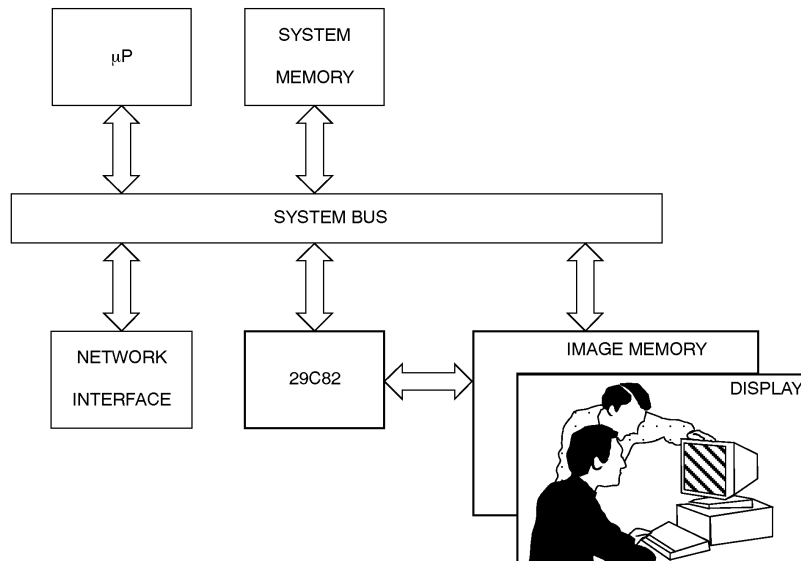 μP
SYSTEM
MEMORY
SYSTEM BUS
NETWORK
INTERFACE
29C82
IMAGE MEMORY
DISPLAY